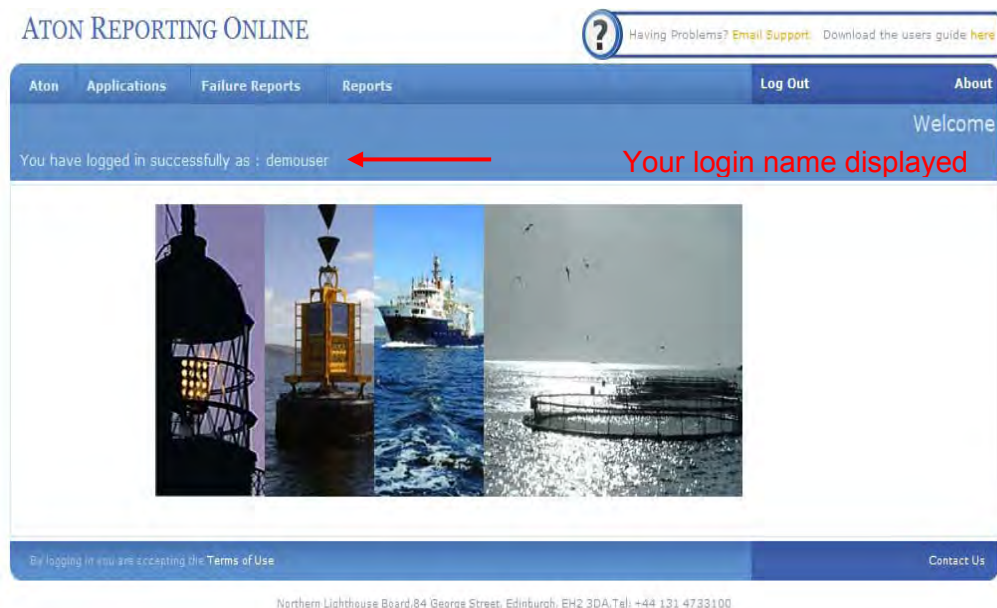 ATON REPORTING ONLINE
? Having Problems? Email Support. Download the users guide here
Aton Applications Failure Reports Reports Log Out About
Welcome
You have logged in successfully as : demouser Your login name displayed
By logging in you are accepting the Terms of Use Contact Us
Northern Lighthouse Board,84 George Street, Edinburgh, EH2 3DA.Tel: +44 131 4733100